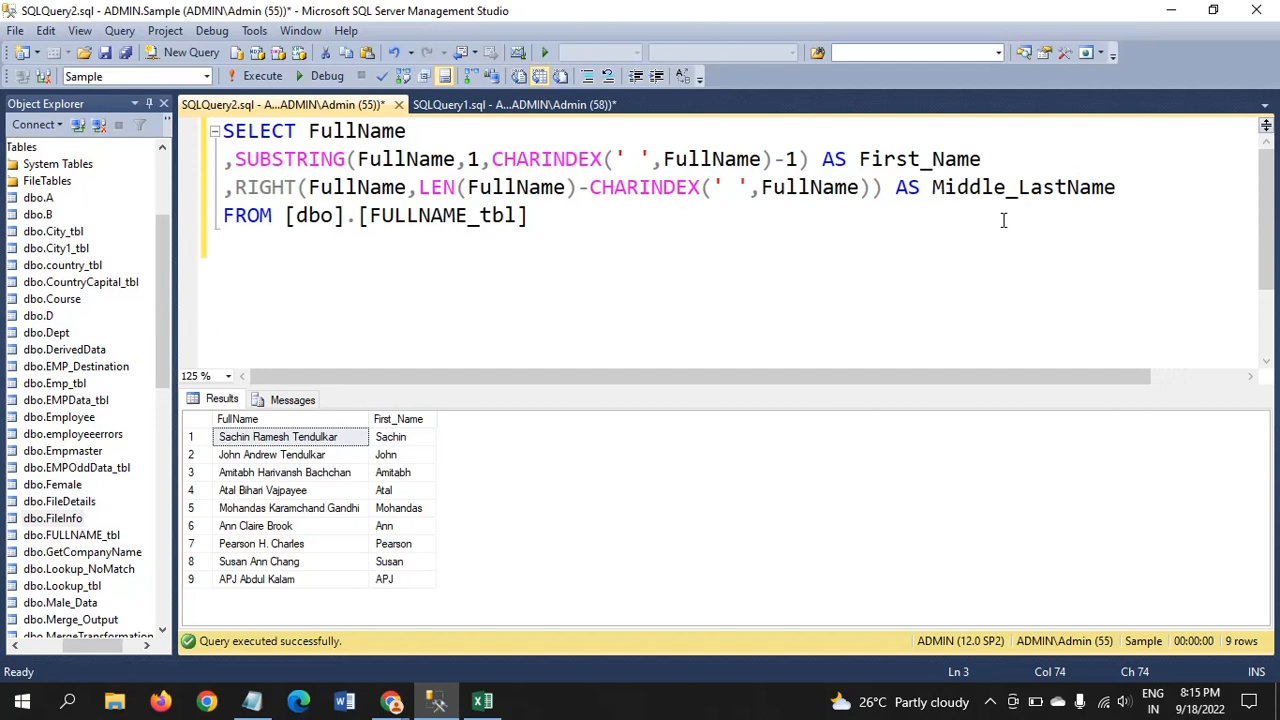 SQLQuery2.sql - ADMIN.Sample (ADMIN\Admin (55))* - Microsoft SQL Server Management Studio
File Edit View Query Project Debug Tools Window Help
New Query
Sample Execute Debug
Object Explorer
SQLQuery2.sql - A...ADMIN\Admin (55))* SQLQuery1.sql - A...ADMIN\Admin (58))*
Connect
Tables
System Tables
FileTables
dbo.A
dbo.B
dbo.City_tbl
dbo.City1_tbl
dbo.country_tbl
dbo.CountryCapital_tbl
dbo.Course
dbo.D
dbo.Dept
dbo.DerivedData
dbo.EMP_Destination
dbo.Emp_tbl
dbo.EMPData_tbl
dbo.Employee
dbo.employeeerrors
dbo.Empmaster
dbo.EMPOddData_tbl
dbo.Female
dbo.FileDetails
dbo.FileInfo
dbo.FULLNAME_tbl
dbo.GetCompanyName
dbo.Lookup_NoMatch
dbo.Lookup_tbl
dbo.Male_Data
dbo.Merge_Output
dbo.MergeTransformation
SELECT FullName
,SUBSTRING(FullName,1,CHARINDEX(' ',FullName)-1) AS First_Name
,RIGHT(FullName,LEN(FullName)-CHARINDEX(' ',FullName)) AS Middle_LastName
FROM [dbo].[FULLNAME_tbl]
125 %
Results Messages
FullName First_Name
1 Sachin Ramesh Tendulkar Sachin
2 John Andrew Tendulkar John
3 Amitabh Harivansh Bachchan Amitabh
4 Atal Bihari Vajpayee Atal
5 Mohandas Karamchand Gandhi Mohandas
6 Ann Claire Brook Ann
7 Pearson H. Charles Pearson
8 Susan Ann Chang Susan
9 APJ Abdul Kalam APJ
Query executed successfully. ADMIN (12.0 SP2) ADMIN\Admin (55) Sample 00:00:00 9 rows
Ready Ln 3 Col 74 Ch 74 INS
26°C Partly cloudy
ENG
IN
8:15 PM
9/18/2022